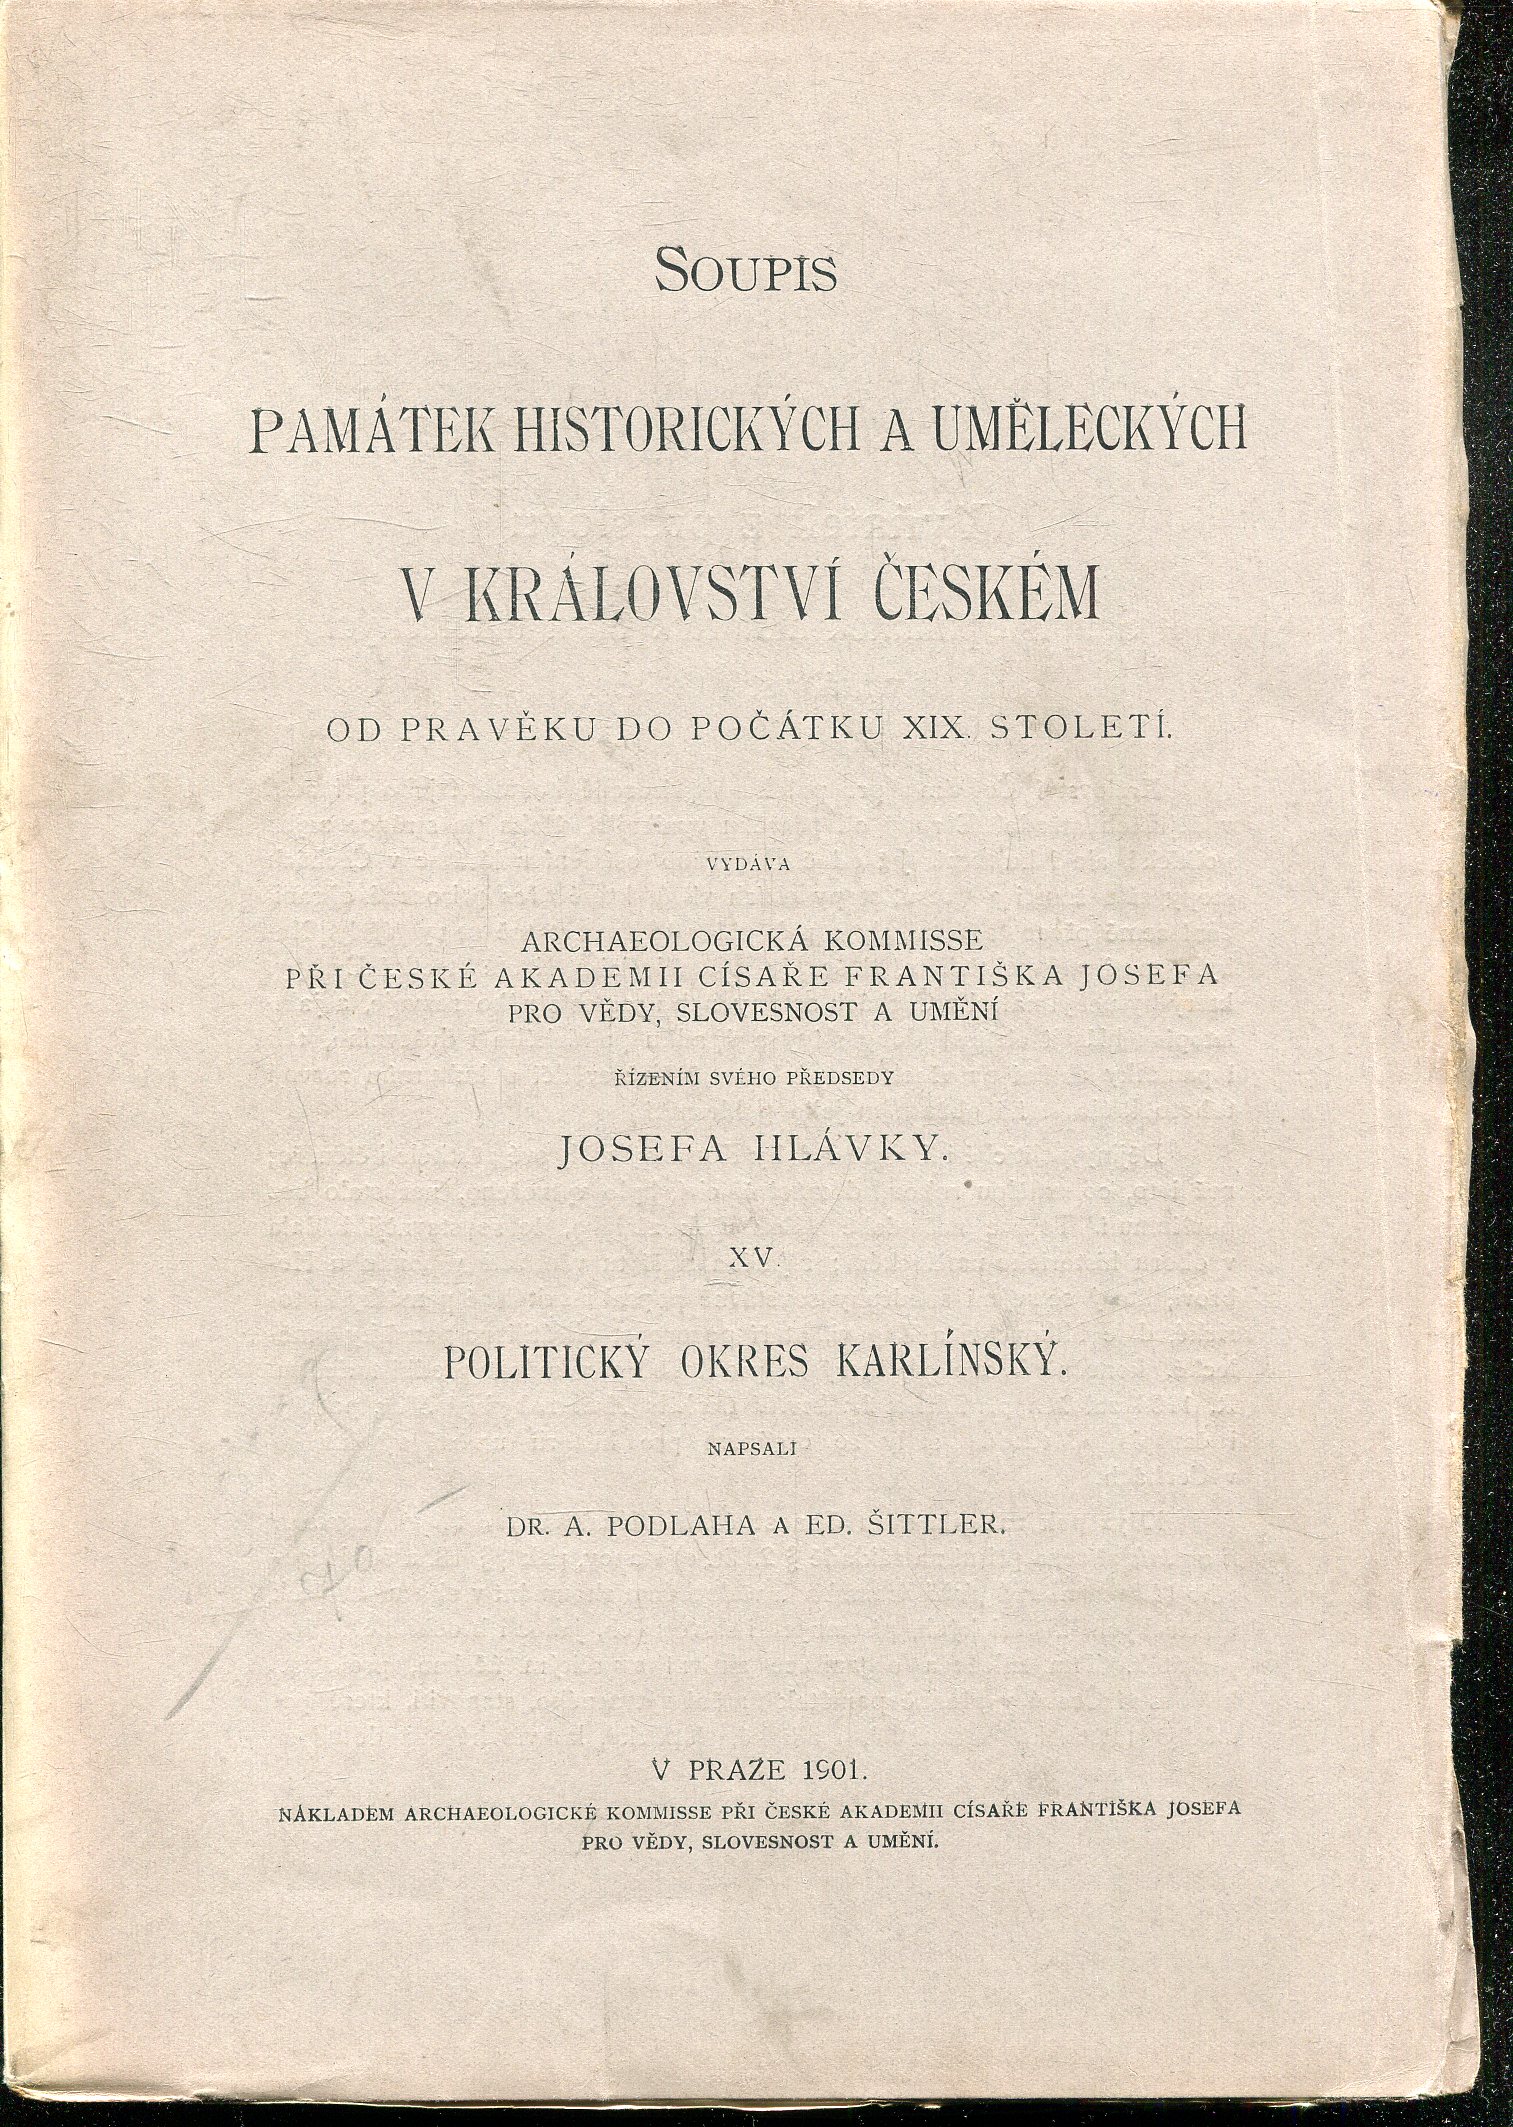 SOUPIS
PAMÁTEK HISTORICKÝCH A UMĚLECKÝCH
V KRÁLOVSTVÍ ČESKÉM
OD PRAVĚKU DO POČÁTKU XIX. STOLETÍ.
VYDÁVA
ARCHAEOLOGICKÁ KOMMISSE
PŘI ČESKÉ AKADEMII CÍSAŘE FRANTIŠKA JOSEFA
PRO VĚDY, SLOVESNOST A UMĚNÍ
ŘÍZENÍM SVÉHO PŘEDSEDY
JOSEFA HLÁVKY.
XV.
POLITICKÝ OKRES KARLÍNSKÝ.
NAPSALI
DR. A. PODLAHA A ED. ŠITTLER.
V PRAZE 1901.
NÁKLADEM ARCHAEOLOGICKÉ KOMMISSE PŘI ČESKÉ AKADEMII CÍSAŘE FRANTIŠKA JOSEFA
PRO VĚDY, SLOVESNOST A UMĚNÍ.